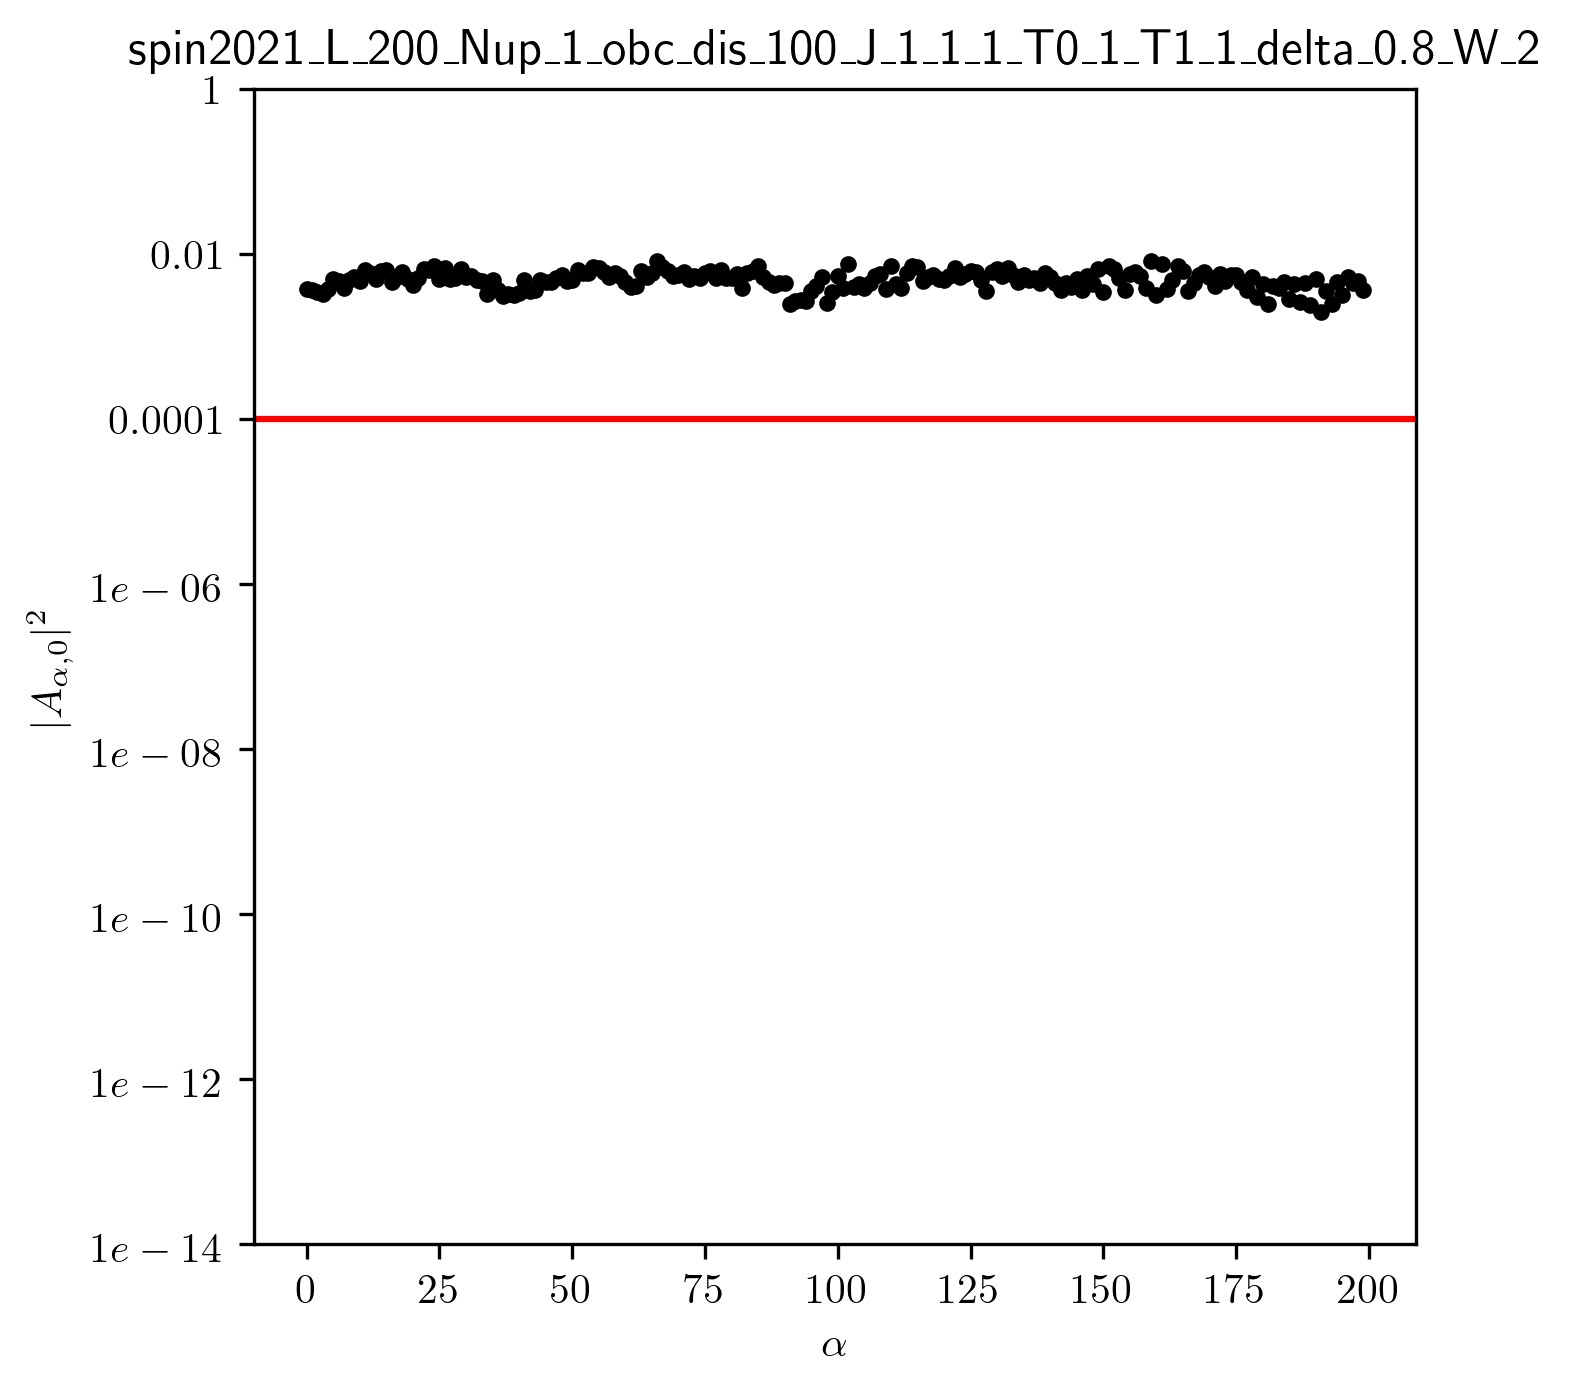 spin2021_L_200_Nup_1_obc_dis_100_J_1_1_1_T0_1_T1_1_delta_0.8_W_2
1
0.01
0.0001
1e − 06
1e − 08
1e − 10
1e − 12
1e − 14
|A_{α,0}|²
0 25 50 75 100 125 150 175 200
α